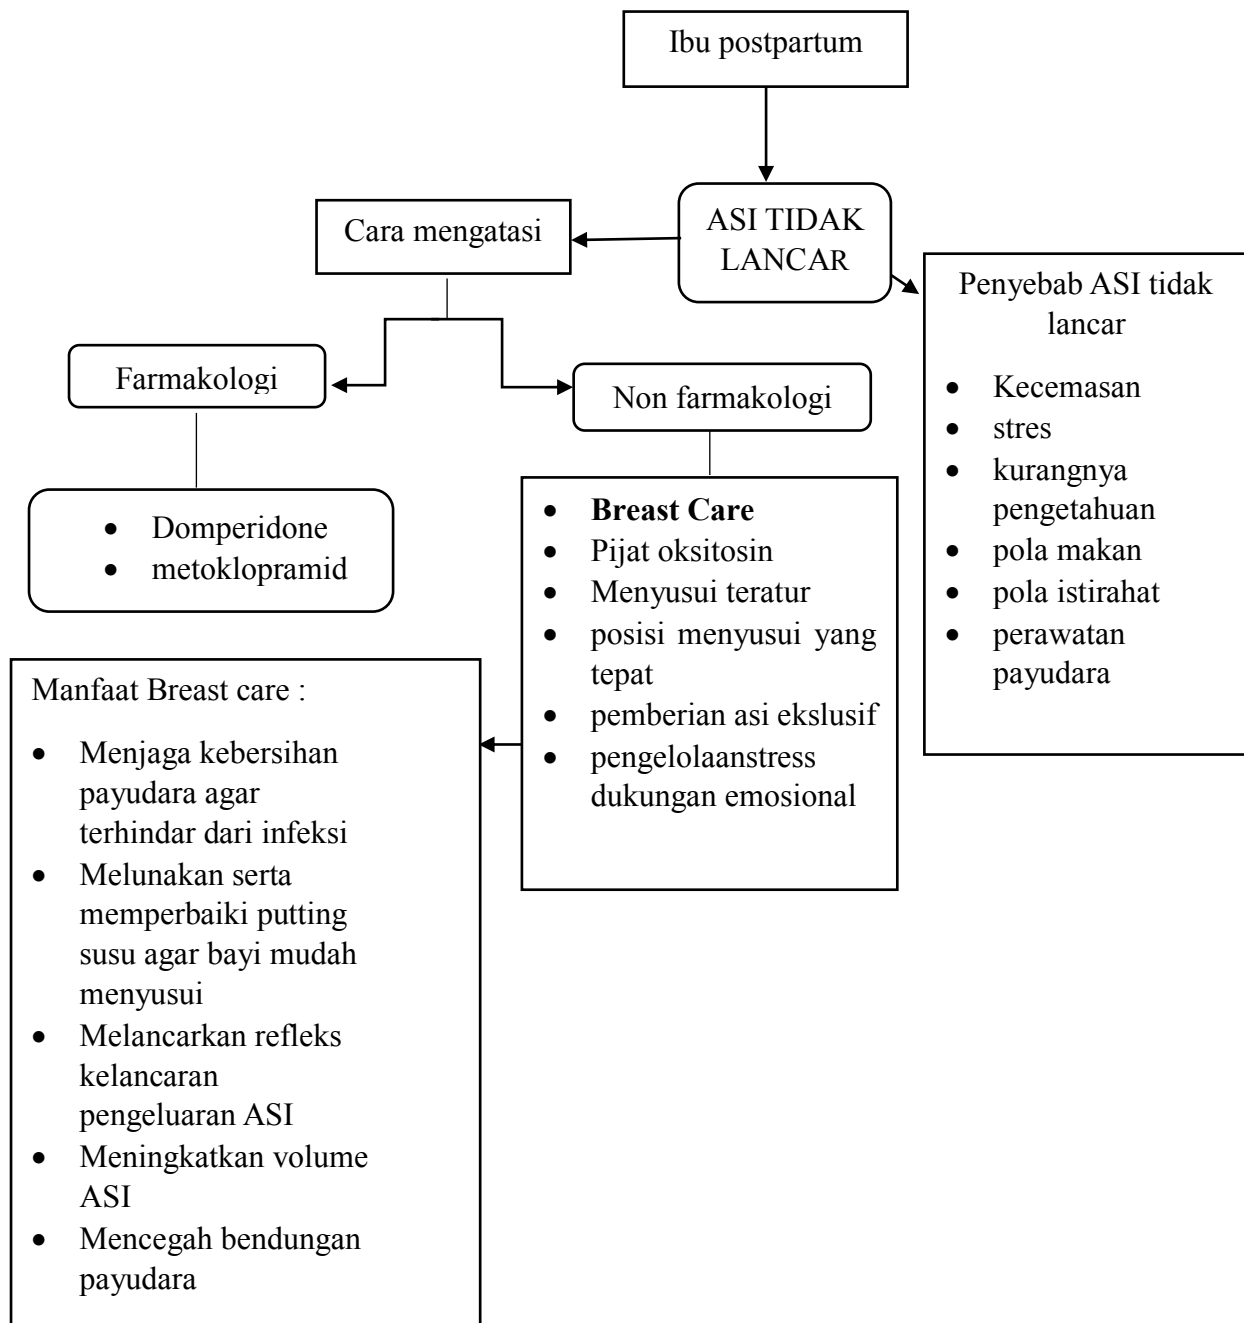 Ibu postpartum
ASI TIDAK
LANCAR
Cara mengatasi
Penyebab ASI tidak
lancar
• Kecemasan
• stres
• kurangnya
pengetahuan
• pola makan
• pola istirahat
• perawatan
payudara
Farmakologi
Non farmakologi
• Domperidone
• metoklopramid
• Breast Care
• Pijat oksitosin
• Menyusui teratur
• posisi menyusui yang
tepat
• pemberian asi ekslusif
• pengelolaanstress
dukungan emosional
Manfaat Breast care :
• Menjaga kebersihan
payudara agar
terhindar dari infeksi
• Melunakan serta
memperbaiki putting
susu agar bayi mudah
menyusui
• Melancarkan refleks
kelancaran
pengeluaran ASI
• Meningkatkan volume
ASI
• Mencegah bendungan
payudara